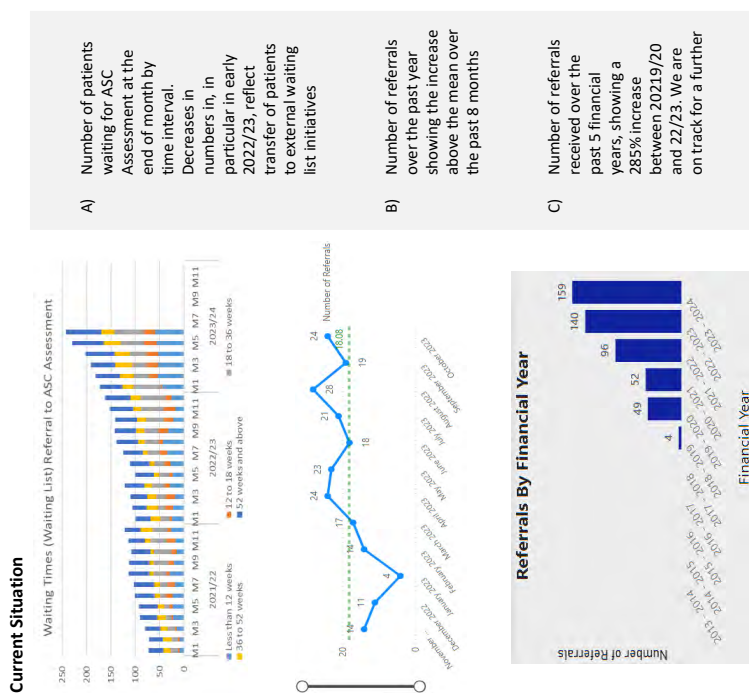 Current Situation
Waiting Times (Waiting List) Referral to ASC Assessment
250
200
150
100
50
0
M1 M3 M5 M7 M9 M11 M1 M3 M5 M7 M9 M11 M1 M3 M5 M7 M9 M11
2021/22 2022/23 2023/24
Less than 12 weeks 12 to 18 weeks 18 to 36 weeks
36 to 52 weeks 52 weeks and above
A) Number of patients
waiting for ASC
Assessment at the
end of month by
time interval.
Decreases in
numbers in, in
particular in early
2022/23, reflect
transfer of patients
to external waiting
list initiatives
Number of Referrals
20
0
14 11 4 14 17 24 23 18 21 28 19 24
18.08
November ...
December 2022
January 2023
February 2023
March 2023
April 2023
May 2023
June 2023
July 2023
August 2023
September 2023
October 2023
B) Number of referrals
over the past year
showing the increase
above the mean over
the past 8 months
Referrals By Financial Year
Number of Referrals
4 49 52 96 140 159
2013 - 2014
2014 - 2015
2015 - 2016
2016 - 2017
2017 - 2018
2018 - 2019
2019 - 2020
2020 - 2021
2021 - 2022
2022 - 2023
2023 - 2024
Financial Year
C) Number of referrals
received over the
past 5 financial
years, showing a
285% increase
between 20219/20
and 22/23. We are
on track for a further